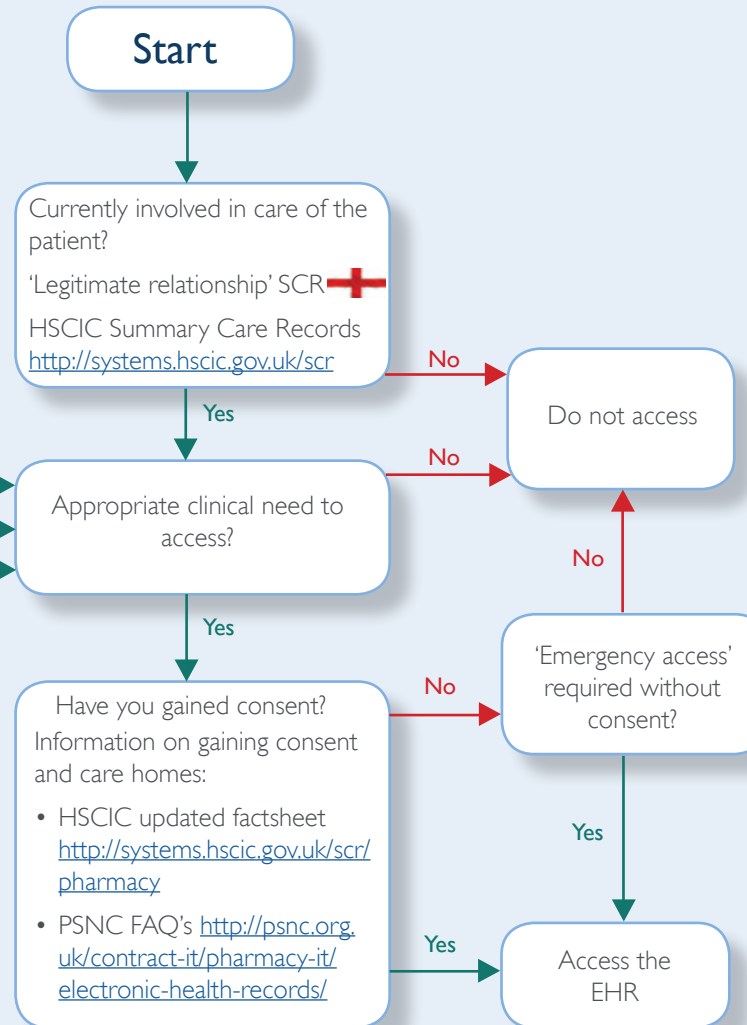 Start
Currently involved in care of the
patient?
‘Legitimate relationship’ SCR
HSCIC Summary Care Records
http://systems.hscic.gov.uk/scr
No
Do not access
Yes
No
Appropriate clinical need to
access?
No
Yes
‘Emergency access’
required without
consent?
No
Have you gained consent?
Information on gaining consent
and care homes:
• HSCIC updated factsheet
http://systems.hscic.gov.uk/scr/
pharmacy
• PSNC FAQ’s http://psnc.org.
uk/contract-it/pharmacy-it/
electronic-health-records/
Yes
Yes
Access the
EHR